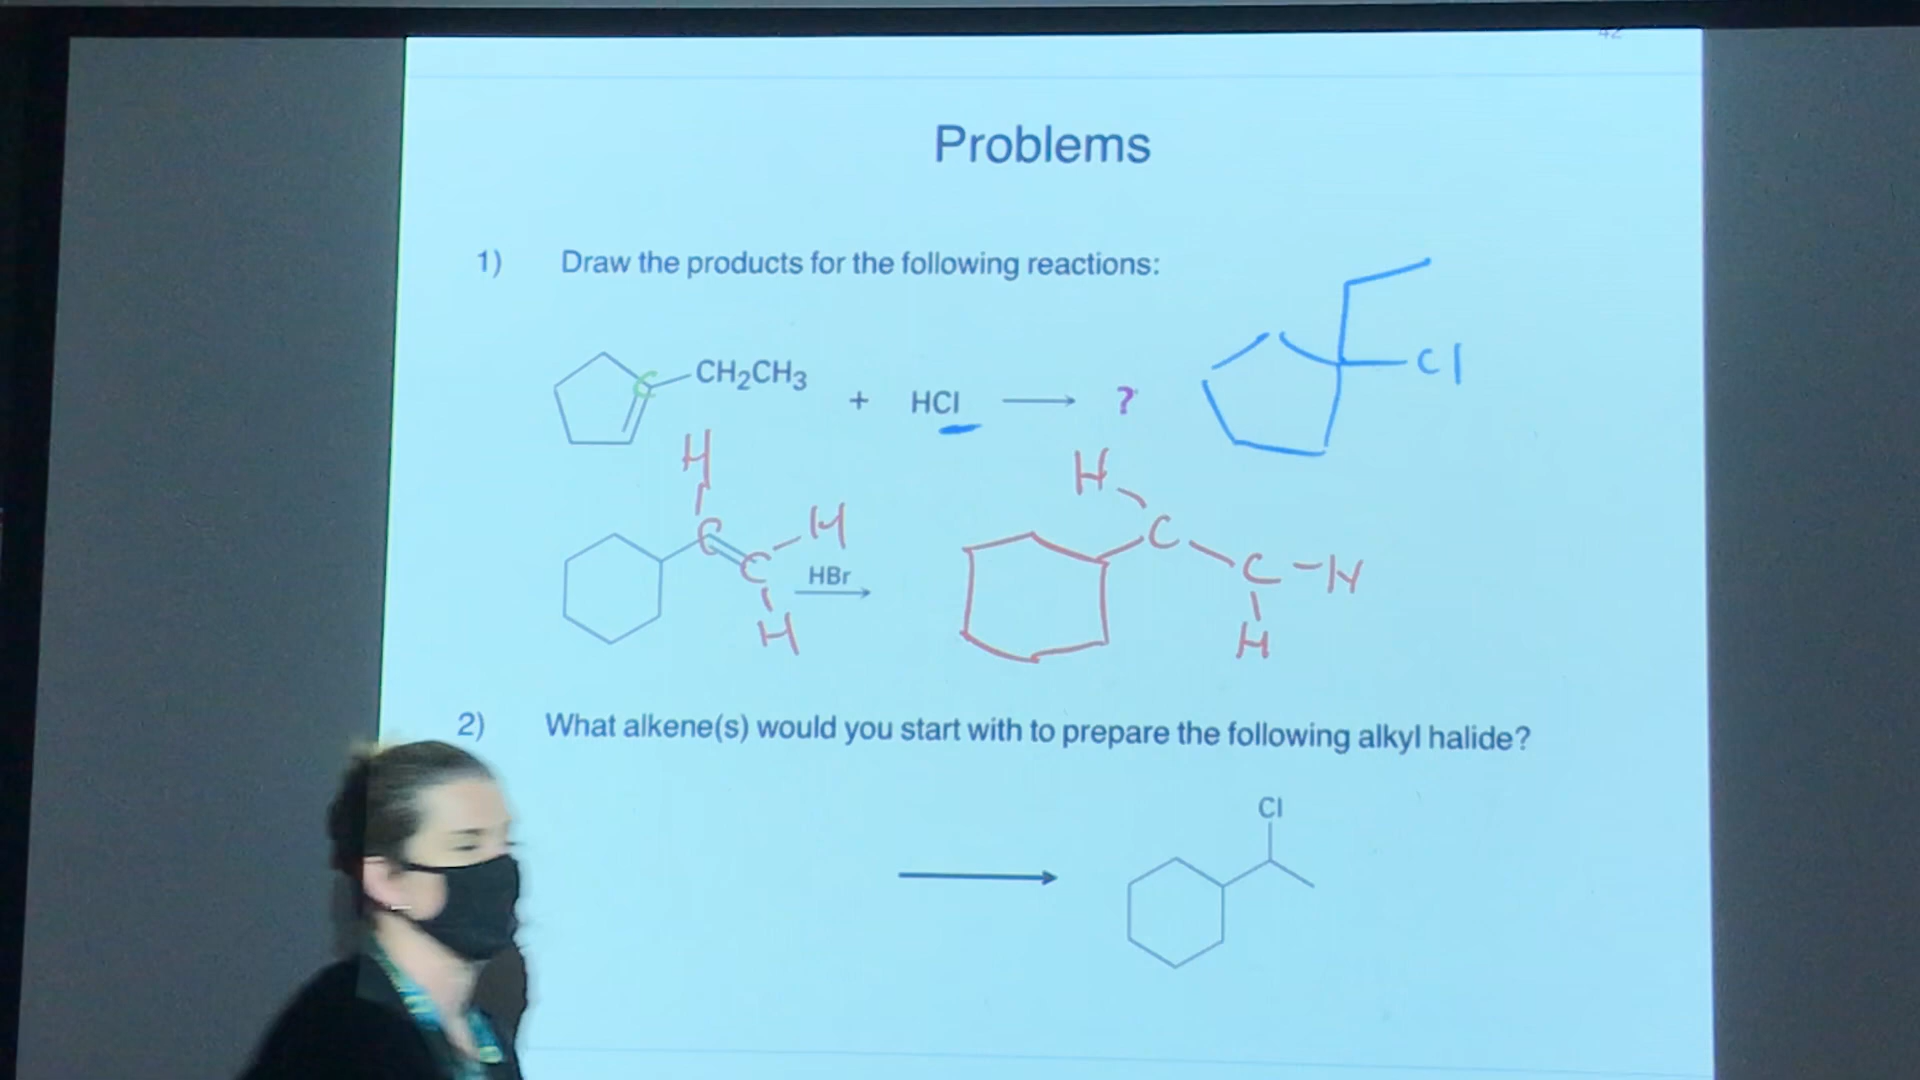 42
Problems
1) Draw the products for the following reactions:
CH₂CH₃
C
+ HCl ⟶ ?
Cl
H
C
H
C
HBr
H
H
C
C-H
H
2) What alkene(s) would you start with to prepare the following alkyl halide?
Cl